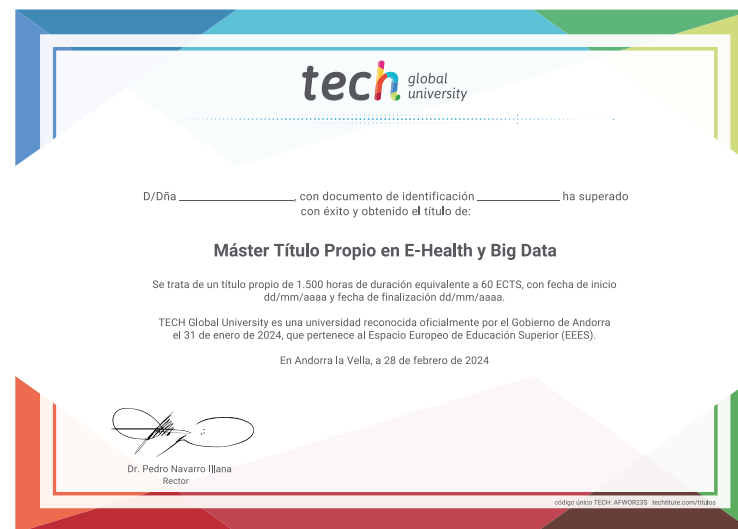 tech global university
D/Dña ______________, con documento de identificación __________ ha superado
con éxito y obtenido el título de:
Máster Título Propio en E-Health y Big Data
Se trata de un título propio de 1.500 horas de duración equivalente a 60 ECTS, con fecha de inicio
dd/mm/aaaa y fecha de finalización dd/mm/aaaa.
TECH Global University es una universidad reconocida oficialmente por el Gobierno de Andorra
el 31 de enero de 2024, que pertenece al Espacio Europeo de Educación Superior (EEES).
En Andorra la Vella, a 28 de febrero de 2024
Dr. Pedro Navarro Illana
Rector
código único TECH: AFWOR23S techtitute.com/titulos